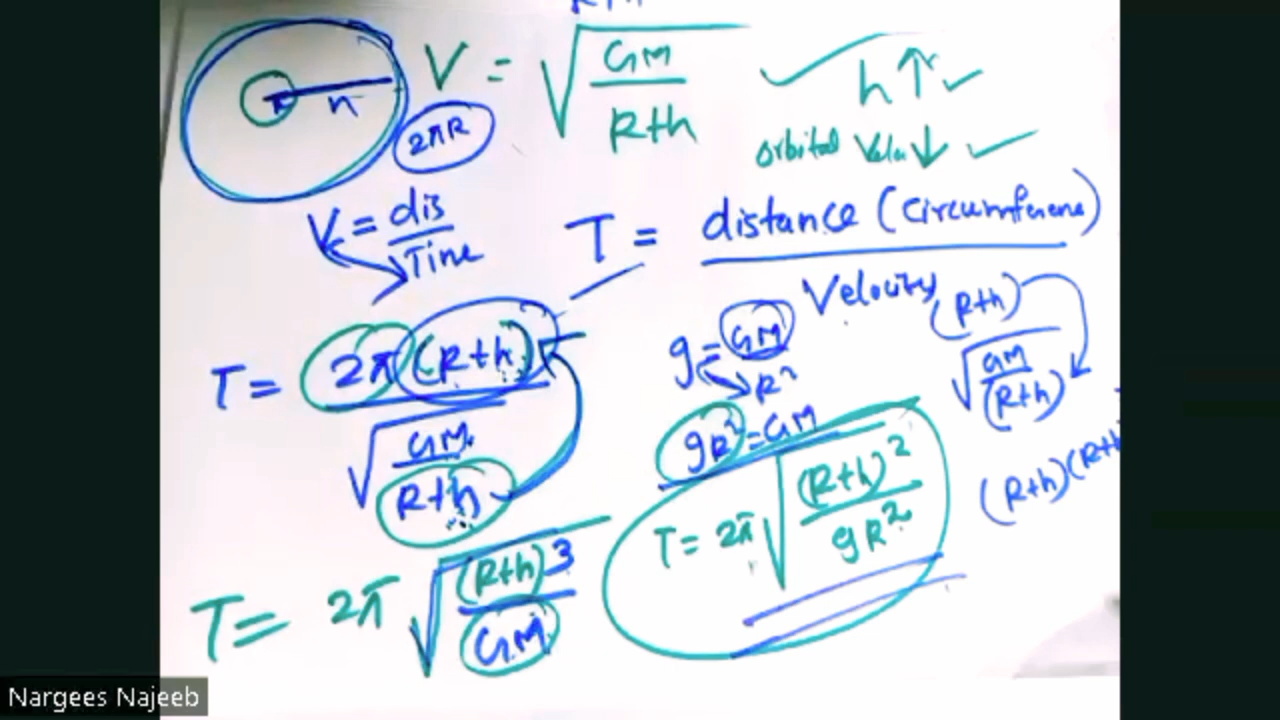 V = √(GM / R+h) h ↑ ✓
2πR
orbital Velo ↓ ✓
V = dis / Time
T = distance (Circumference) / Velocity
T = 2π(R+h) / √(GM / R+h)
g = GM / R²
gR² = GM
(R+h)
√(GM / (R+h))
(R+h)(R+h
T = 2π √((R+h)² / gR²)
T = 2π √((R+h)3 / GM)
R h
Nargees Najeeb